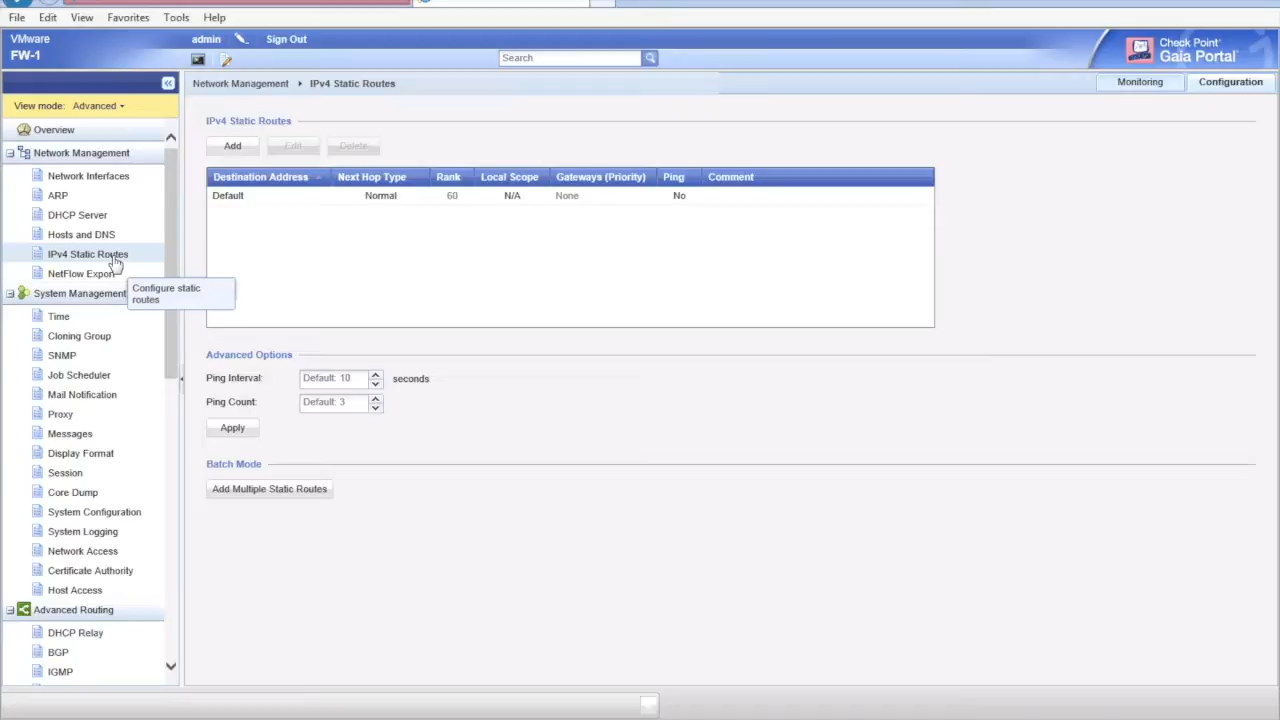 File Edit View Favorites Tools Help
VMware
FW-1
admin Sign Out
Search
Check Point
Gaia Portal
View mode: Advanced
Network Management IPv4 Static Routes
Monitoring Configuration
Overview
Network Management
Network Interfaces
ARP
DHCP Server
Hosts and DNS
IPv4 Static Routes
NetFlow Export
System Management
Time
Cloning Group
SNMP
Job Scheduler
Mail Notification
Proxy
Messages
Display Format
Session
Core Dump
System Configuration
System Logging
Network Access
Certificate Authority
Host Access
Advanced Routing
DHCP Relay
BGP
IGMP
Configure static
routes
IPv4 Static Routes
Add Edit Delete
Destination Address Next Hop Type Rank Local Scope Gateways (Priority) Ping Comment
Default Normal 60 N/A None No
Advanced Options
Ping Interval: Default: 10 seconds
Ping Count: Default: 3
Apply
Batch Mode
Add Multiple Static Routes